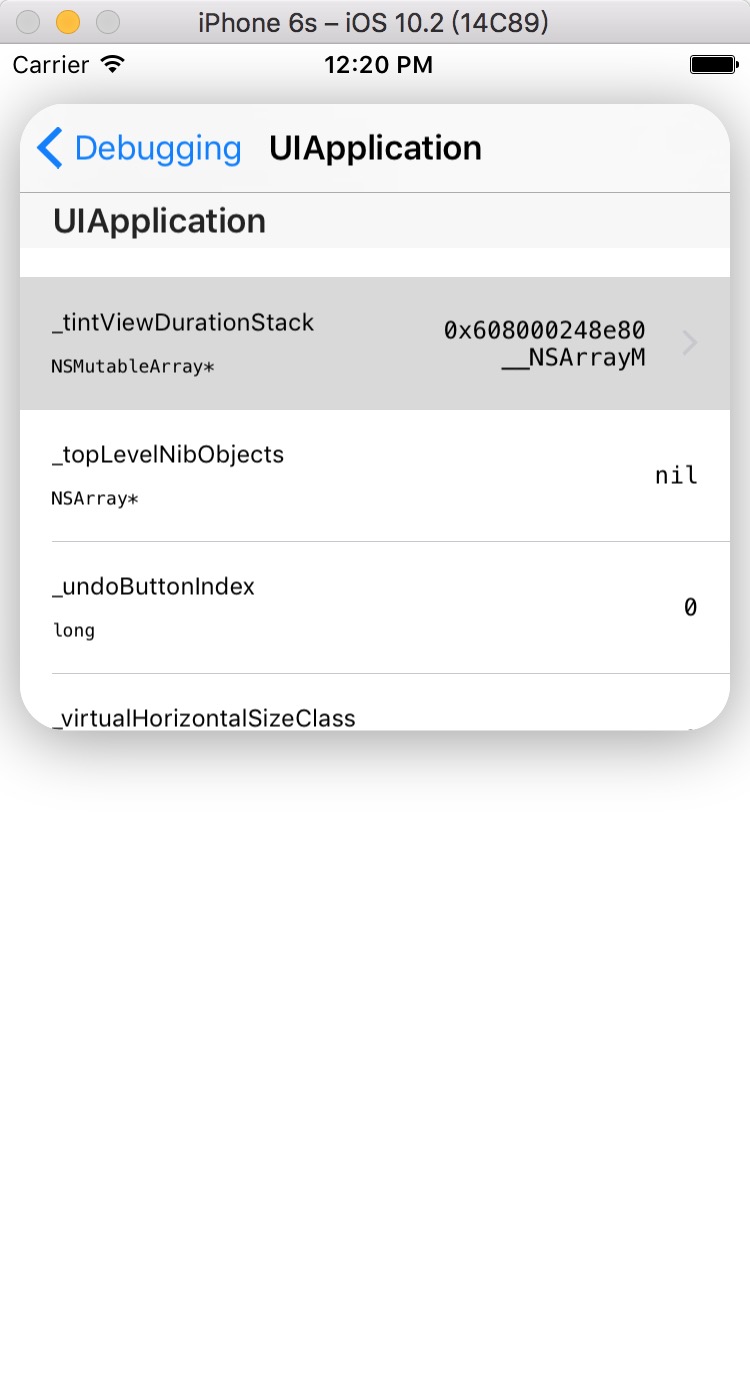 iPhone 6s – iOS 10.2 (14C89)
Carrier 12:20 PM
Debugging UIApplication
UIApplication
_tintViewDurationStack
0x608000248e80
NSMutableArray*
__NSArrayM
_topLevelNibObjects
nil
NSArray*
_undoButtonIndex
0
long
_virtualHorizontalSizeClass